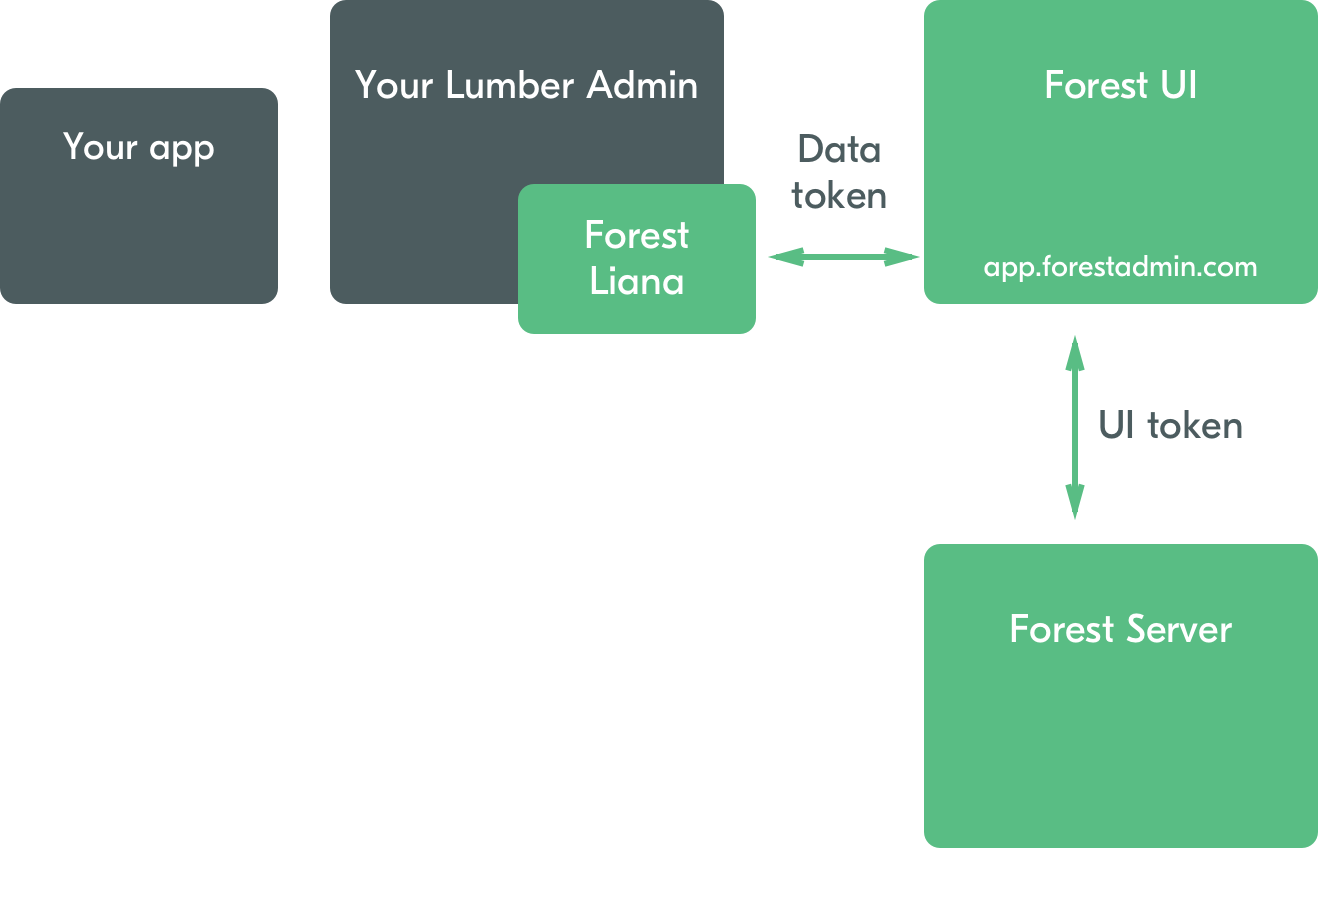 Your app
Your Lumber Admin
Forest
Liana
Data
token
Forest UI
app.forestadmin.com
UI token
Forest Server